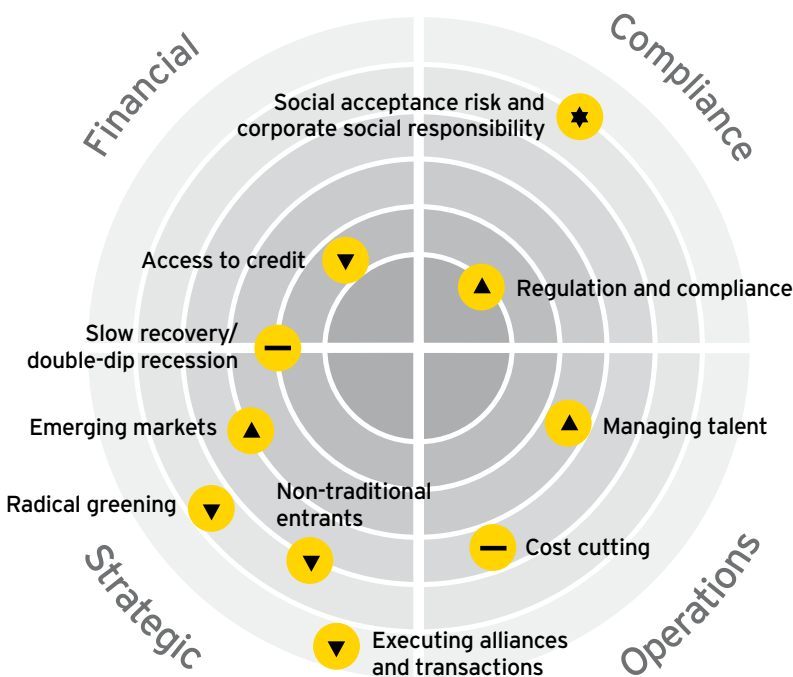 Financial
Compliance
Social acceptance risk and
corporate social responsibility
Access to credit
Regulation and compliance
Slow recovery/
double-dip recession
Emerging markets
Managing talent
Radical greening
Non-traditional
entrants
Cost cutting
Strategic
Operations
Executing alliances
and transactions